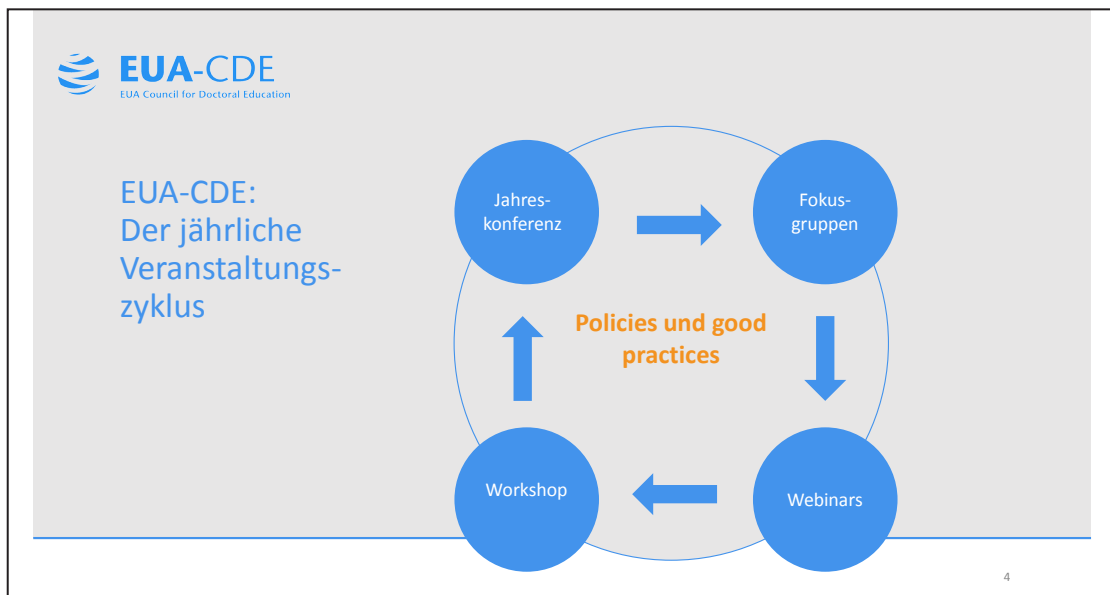 EUA-CDE
EUA Council for Doctoral Education
EUA-CDE:
Der jährliche
Veranstaltungs-
zyklus
Jahres-
konferenz
Fokus-
gruppen
Policies und good
practices
Workshop
Webinars
4